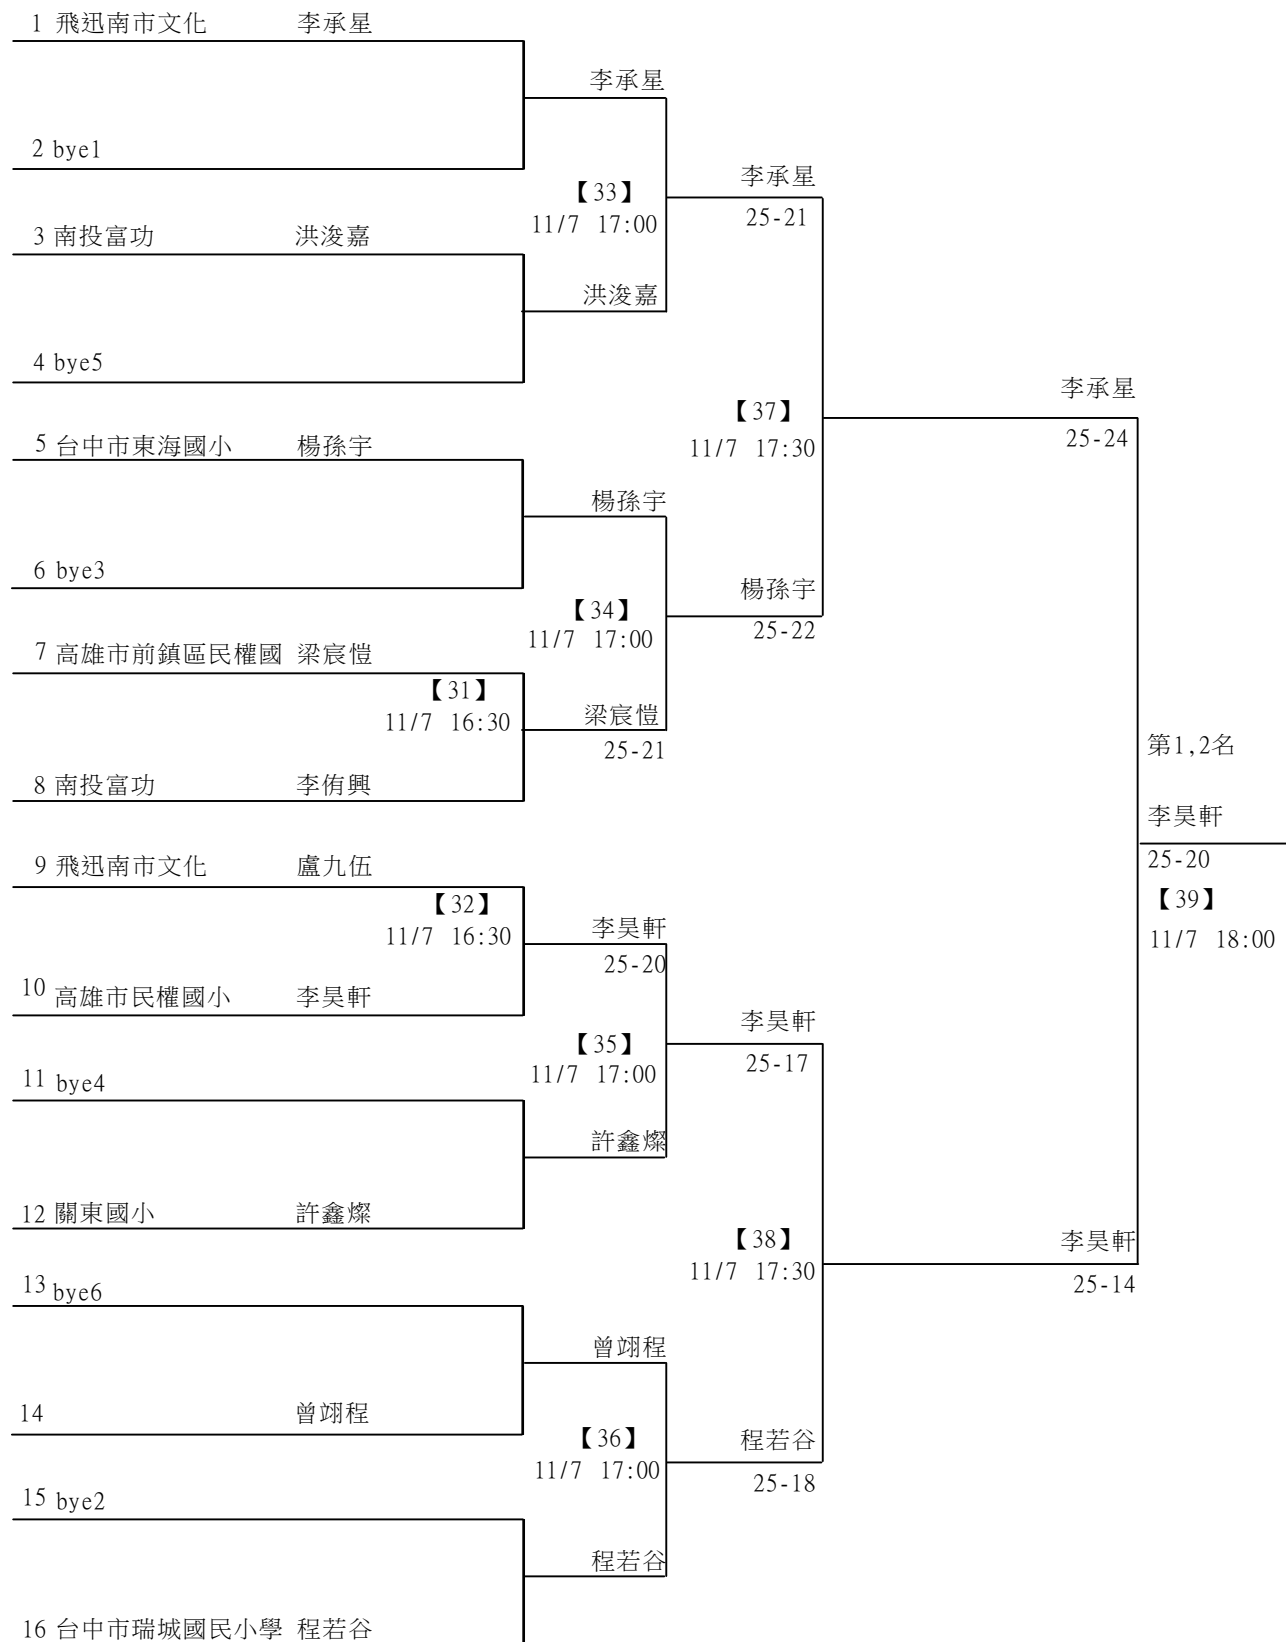 1 飛迅南市文化 李承星
李承星
2 bye1
李承星
【33】
25-21
11/7 17:00
3 南投富功 洪浚嘉
洪浚嘉
4 bye5
李承星
【37】
25-24
11/7 17:30
5 台中市東海國小 楊孫宇
楊孫宇
6 bye3
楊孫宇
【34】
25-22
11/7 17:00
7 高雄市前鎮區民權國 梁宸愷
【31】
11/7 16:30
梁宸愷
25-21
第1,2名
8 南投富功 李侑興
李昊軒
25-20
【39】
11/7 18:00
9 飛迅南市文化 盧九伍
【32】
11/7 16:30
李昊軒
25-20
10 高雄市民權國小 李昊軒
李昊軒
【35】
25-17
11/7 17:00
11 bye4
許鑫燦
12 關東國小 許鑫燦
【38】
11/7 17:30
李昊軒
25-14
13 bye6
曾翊程
14 曾翊程
程若谷
【36】
25-18
11/7 17:00
15 bye2
程若谷
16 台中市瑞城國民小學 程若谷